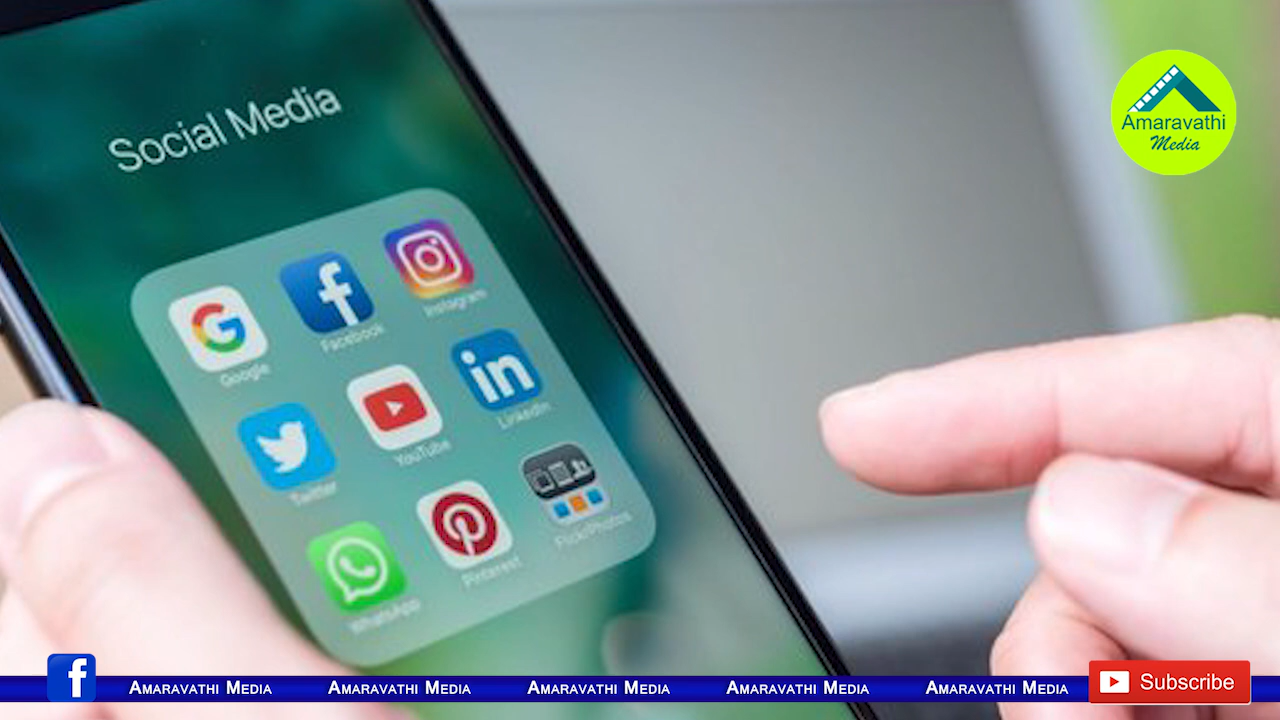 Social Media
Amaravathi
Media
Google
Facebook
Instagram
Twitter
YouTube
LinkedIn
WhatsApp
Pinterest
FlickrPhotos
f
Amaravathi Media
Amaravathi Media
Amaravathi Media
Amaravathi Media
Amaravathi Media
Subscribe